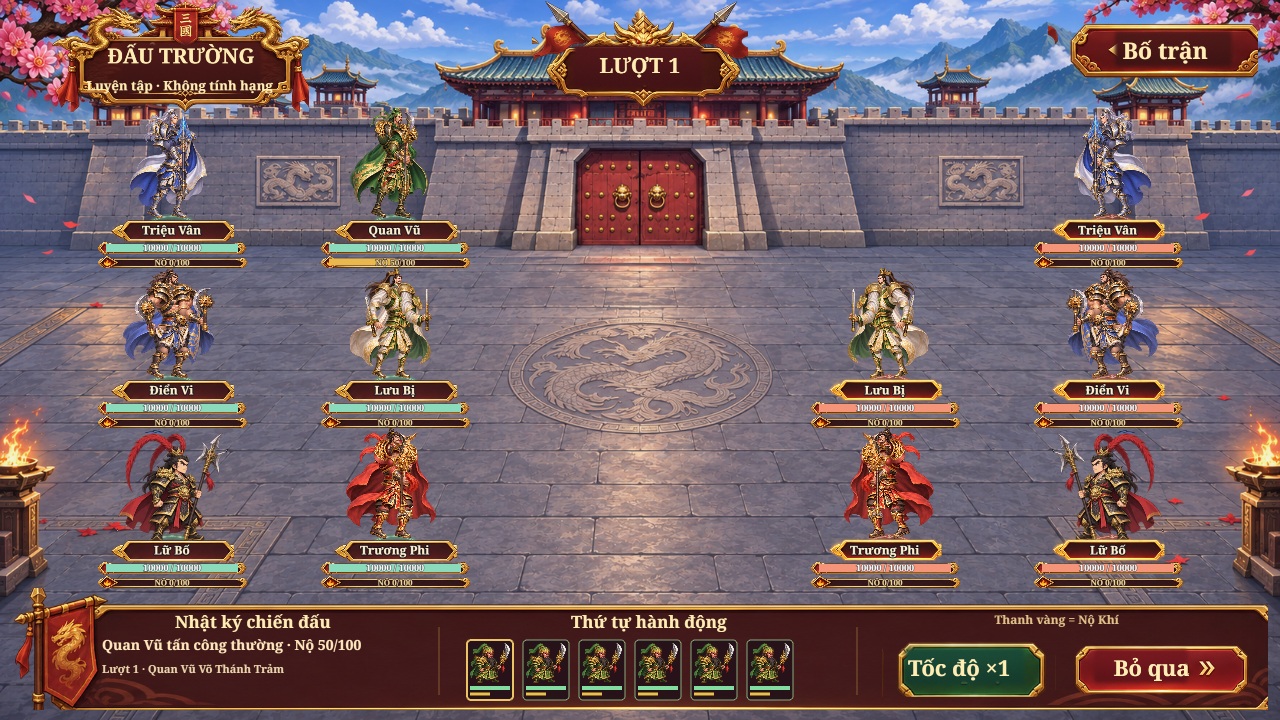 三
國
ĐẤU TRƯỜNG
Luyện tập · Không tính hạng
LƯỢT 1
Bố trận
Triệu Vân
10000 / 10000
NỘ 0/100
Quan Vũ
10000 / 10000
NỘ 50/100
Triệu Vân
10000 / 10000
NỘ 0/100
Điển Vi
10000 / 10000
NỘ 0/100
Lưu Bị
10000 / 10000
NỘ 0/100
Lưu Bị
10000 / 10000
NỘ 0/100
Điển Vi
10000 / 10000
NỘ 0/100
Lữ Bố
10000 / 10000
NỘ 0/100
Trương Phi
10000 / 10000
NỘ 0/100
Trương Phi
10000 / 10000
NỘ 0/100
Lữ Bố
10000 / 10000
NỘ 0/100
Nhật ký chiến đấu
Quan Vũ tấn công thường · Nộ 50/100
Lượt 1 · Quan Vũ Võ Thánh Trảm
Thứ tự hành động
Thanh vàng = Nộ Khí
Tốc độ ×1
Bỏ qua »